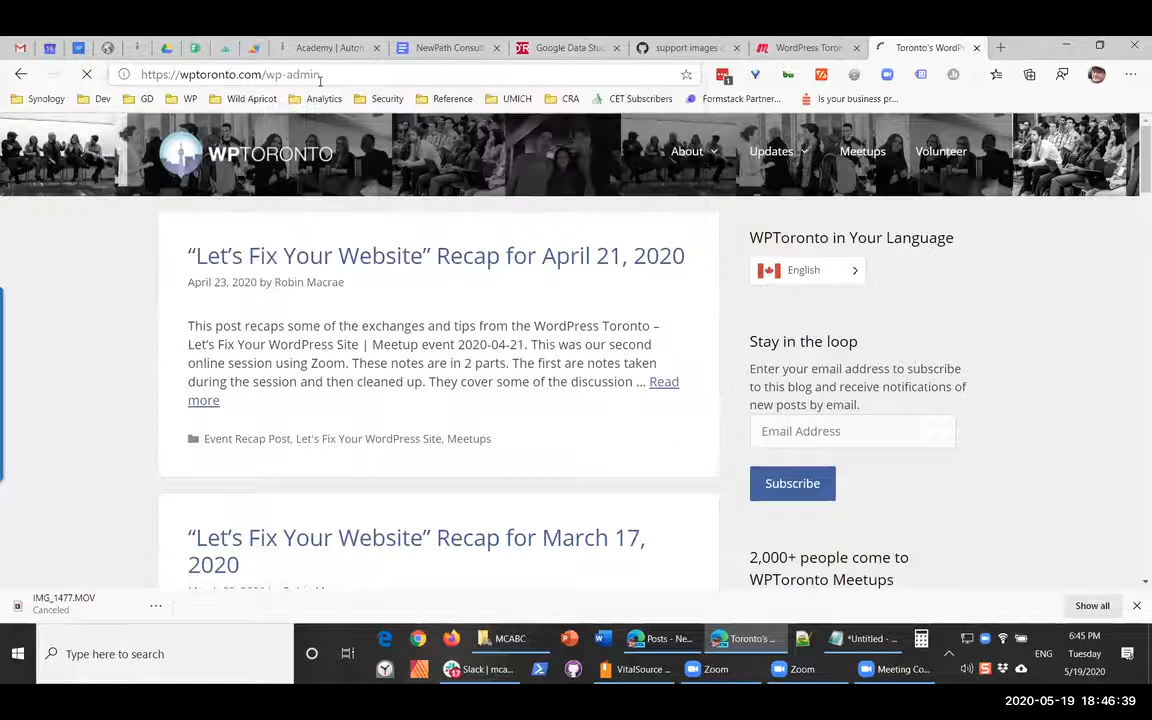 19
Academ | Auton
NewPath Consult
Google Data Stu
support images
WordPress Toron
Toronto's WordPr
https://wptoronto.com/wp-admin
1
Synology
Dev
GD
WP
Wild Apricot
Analytics
Security
Reference
UMICH
CRA
CET Subscribers
Formstack Partner...
Is your business pr...
WPTORONTO
About
Updates
Meetups
Volunteer
“Let’s Fix Your Website” Recap for April 21, 2020
April 23, 2020 by Robin Macrae
This post recaps some of the exchanges and tips from the WordPress Toronto –
Let’s Fix Your WordPress Site | Meetup event 2020-04-21. This was our second
online session using Zoom. These notes are in 2 parts. The first are notes taken
during the session and then cleaned up. They cover some of the discussion ... Read
more
Event Recap Post, Let's Fix Your WordPress Site, Meetups
“Let’s Fix Your Website” Recap for March 17,
2020
WPToronto in Your Language
English
Stay in the loop
Enter your email address to subscribe
to this blog and receive notifications of
new posts by email.
Email Address
Subscribe
2,000+ people come to
WPToronto Meetups
IMG_1477.MOV
Canceled
Show all
Type here to search
MCABC
Posts - Ne...
Toronto's ...
*Untitled - ...
Slack | mca...
VitalSource ...
Zoom
Zoom
Meeting Co...
ENG
6:45 PM
Tuesday
5/19/2020
2020-05-19 18:46:39